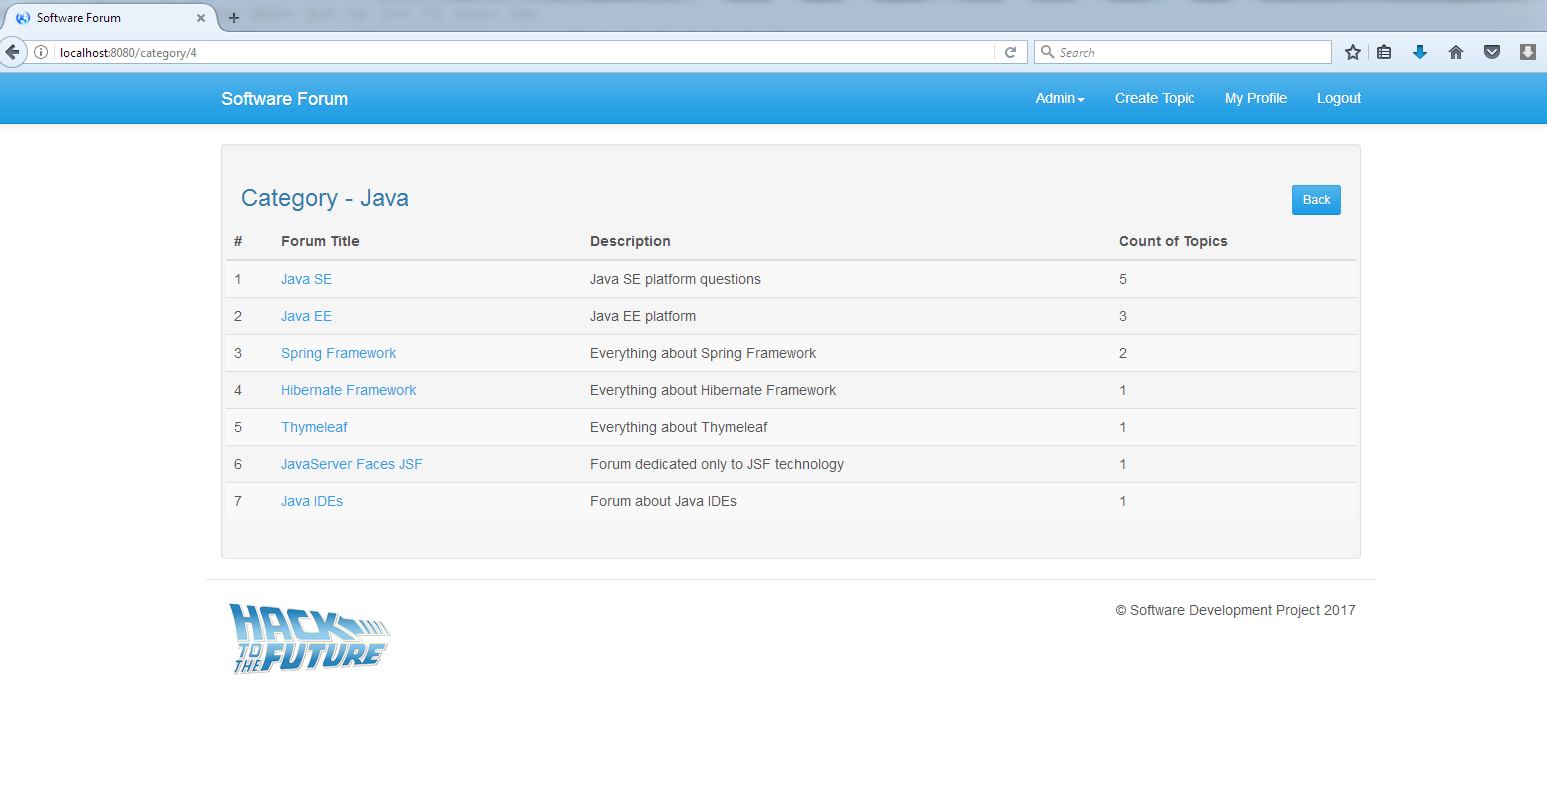 Software Forum
localhost:8080/category/4
Search
Software Forum Admin Create Topic My Profile Logout
Category - Java Back
# Forum Title Description Count of Topics
1 Java SE Java SE platform questions 5
2 Java EE Java EE platform 3
3 Spring Framework Everything about Spring Framework 2
4 Hibernate Framework Everything about Hibernate Framework 1
5 Thymeleaf Everything about Thymeleaf 1
6 JavaServer Faces JSF Forum dedicated only to JSF technology 1
7 Java IDEs Forum about Java IDEs 1
© Software Development Project 2017
HACK
TO
THE FUTURE